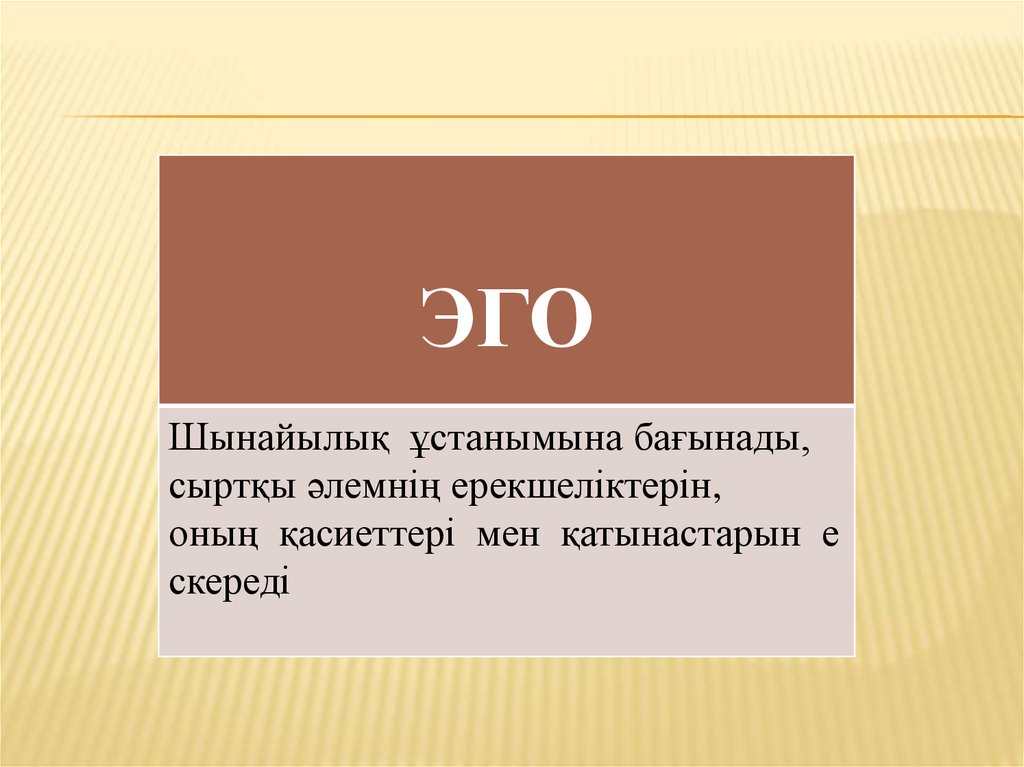 ЭГО
Шынайылық ұстанымына бағынады,
сыртқы әлемнің ерекшеліктерін,
оның қасиеттері мен қатынастарын е
скереді